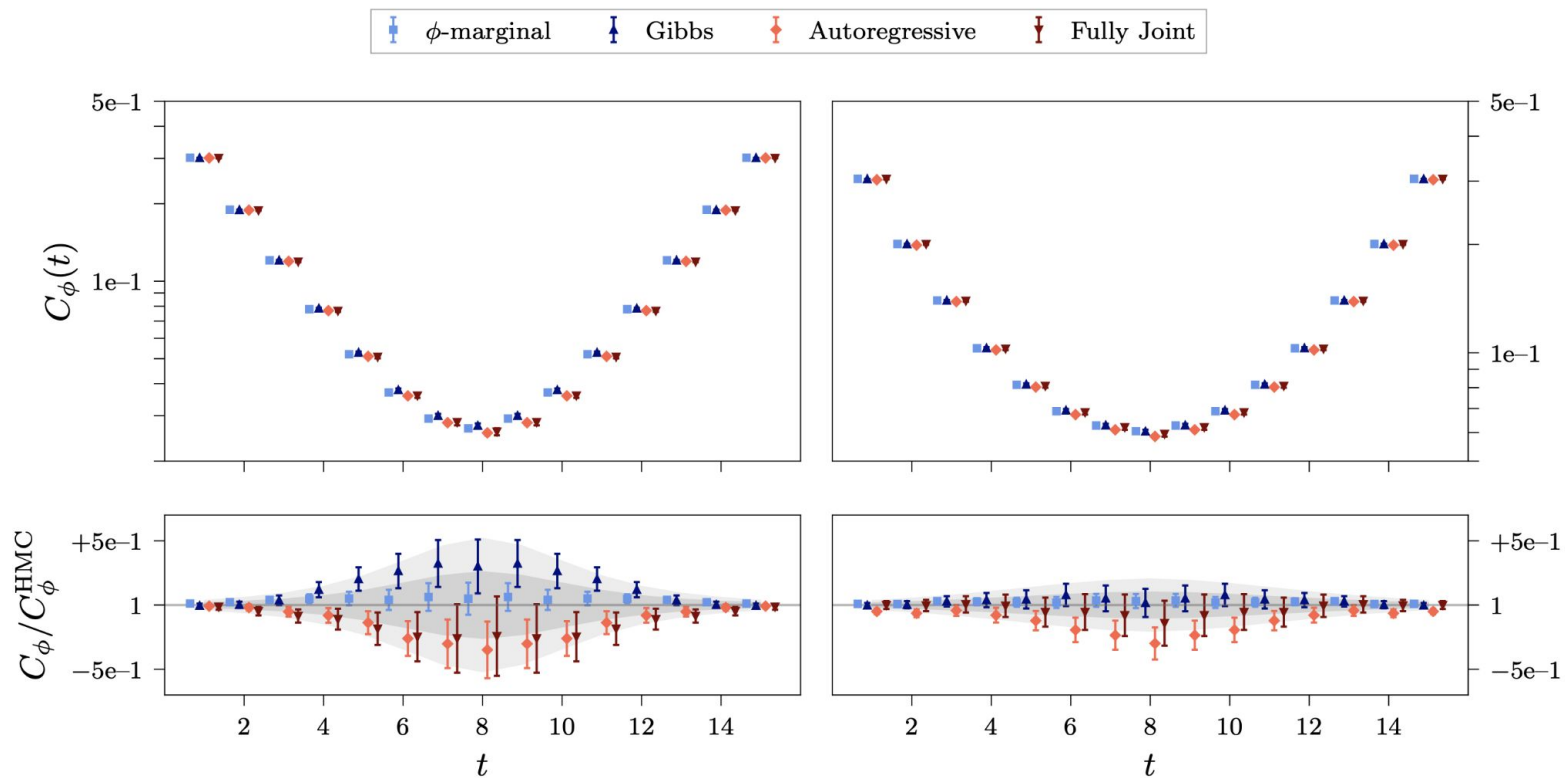 ϕ-marginal Gibbs Autoregressive Fully Joint
5e–1 5e–1
1e–1
1e–1
C_ϕ(t)
+5e–1 +5e–1
1 1
−5e–1 −5e–1
C_ϕ/C_ϕ^HMC
2 4 6 8 10 12 14 2 4 6 8 10 12 14
t t